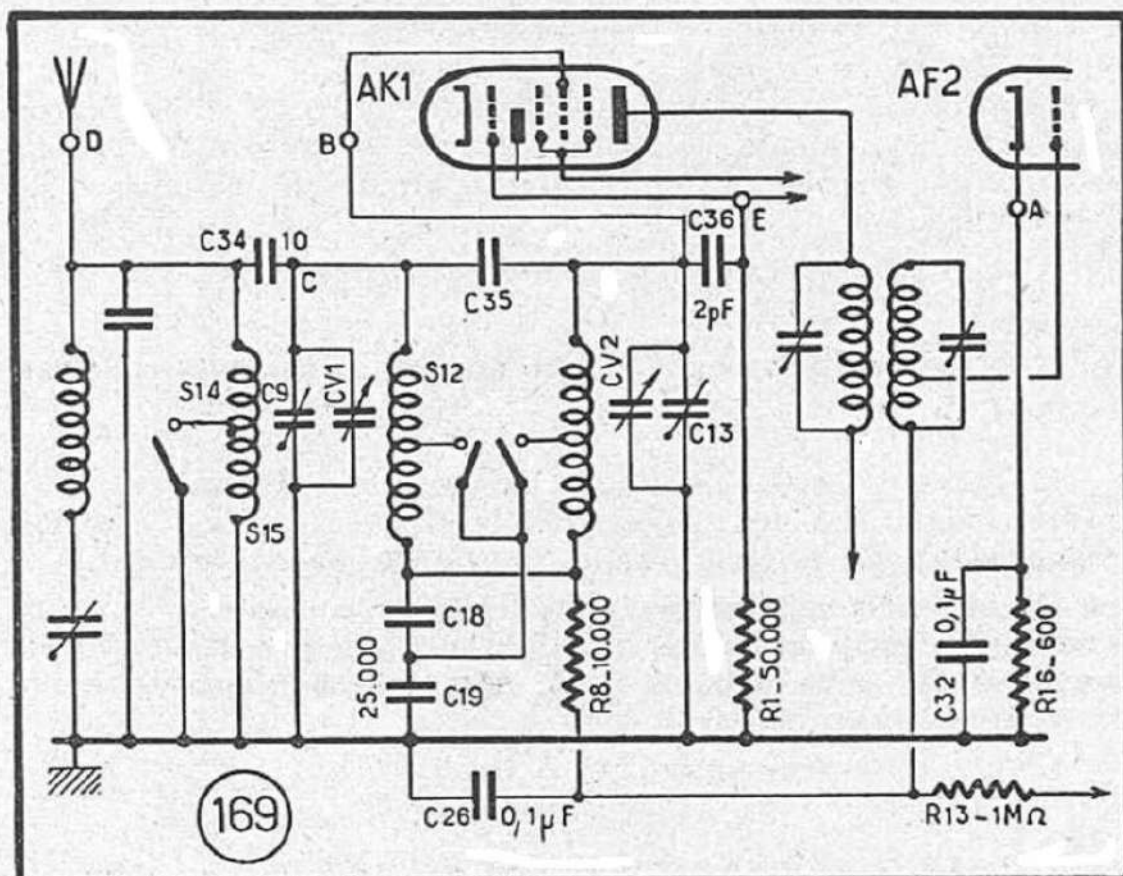 AK1
AF2
D
B
E
A
C34
10
C
C35
C36
2pF
S14
C9
CV1
S12
CV2
C13
S15
C18
25.000
C19
R8_10.000
R1_50.000
C32
0,1µF
R16_600
C26
0,1µF
R13-1MΩ
169